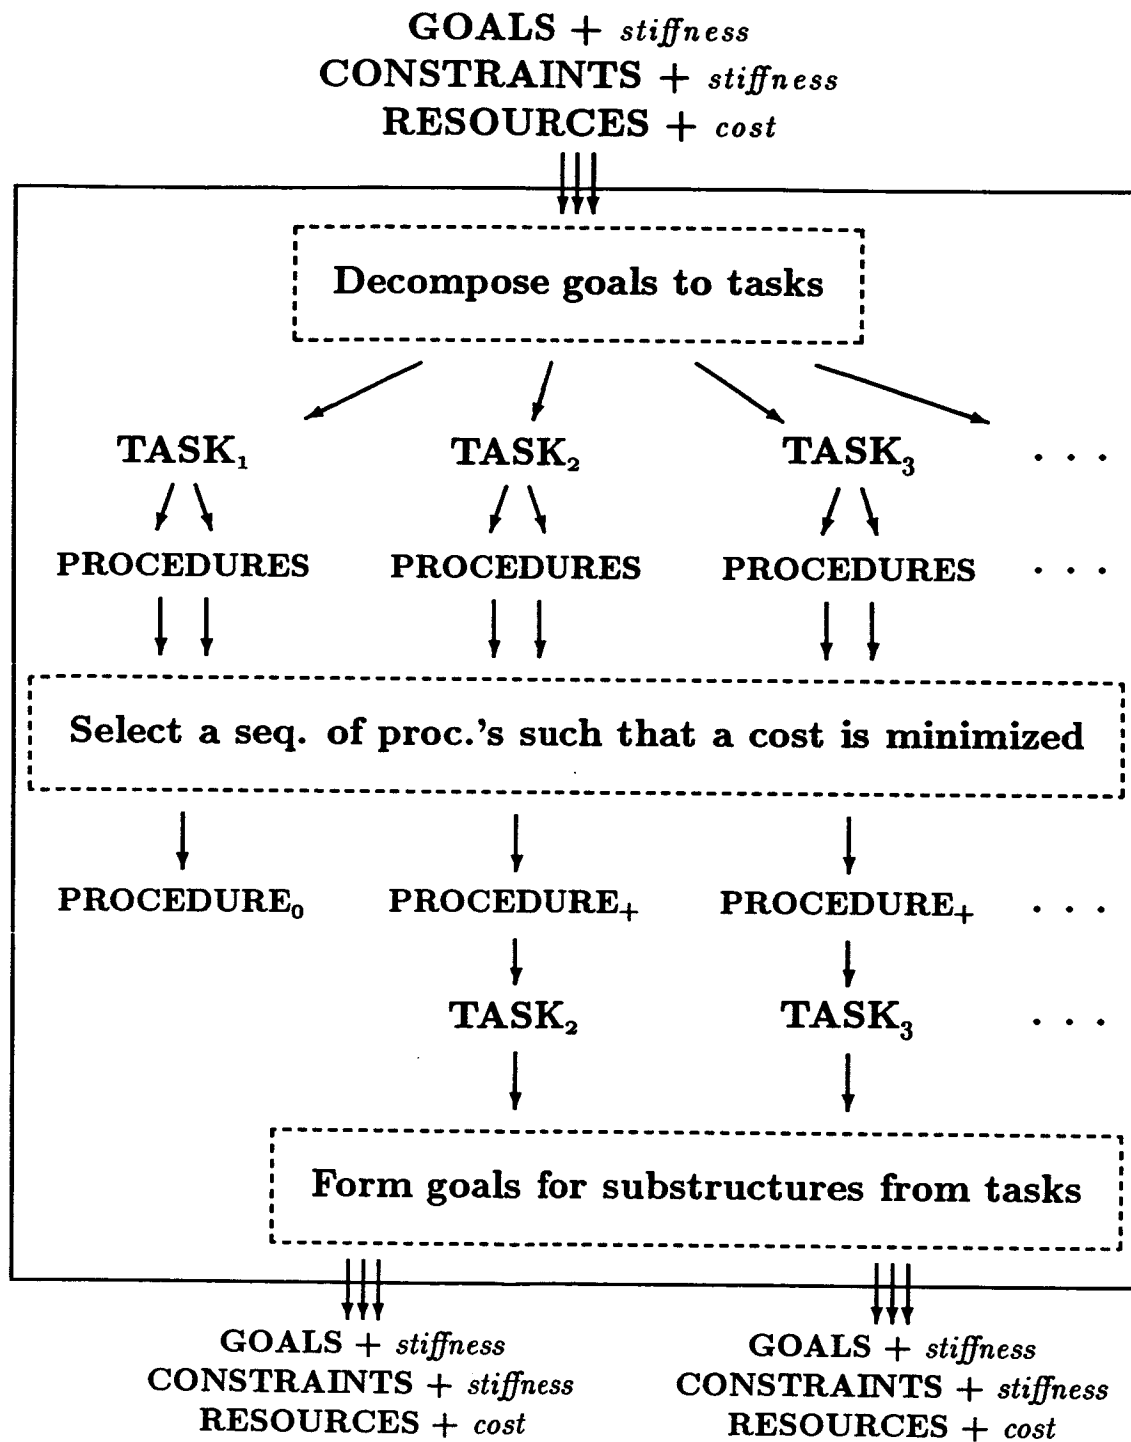 GOALS + stiffness
CONSTRAINTS + stiffness
RESOURCES + cost
Decompose goals to tasks
TASK₁ TASK₂ TASK₃ . . .
PROCEDURES PROCEDURES PROCEDURES . . .
Select a seq. of proc.'s such that a cost is minimized
PROCEDURE₀ PROCEDURE₊ PROCEDURE₊ . . .
TASK₂ TASK₃ . . .
Form goals for substructures from tasks
GOALS + stiffness GOALS + stiffness
CONSTRAINTS + stiffness CONSTRAINTS + stiffness
RESOURCES + cost RESOURCES + cost